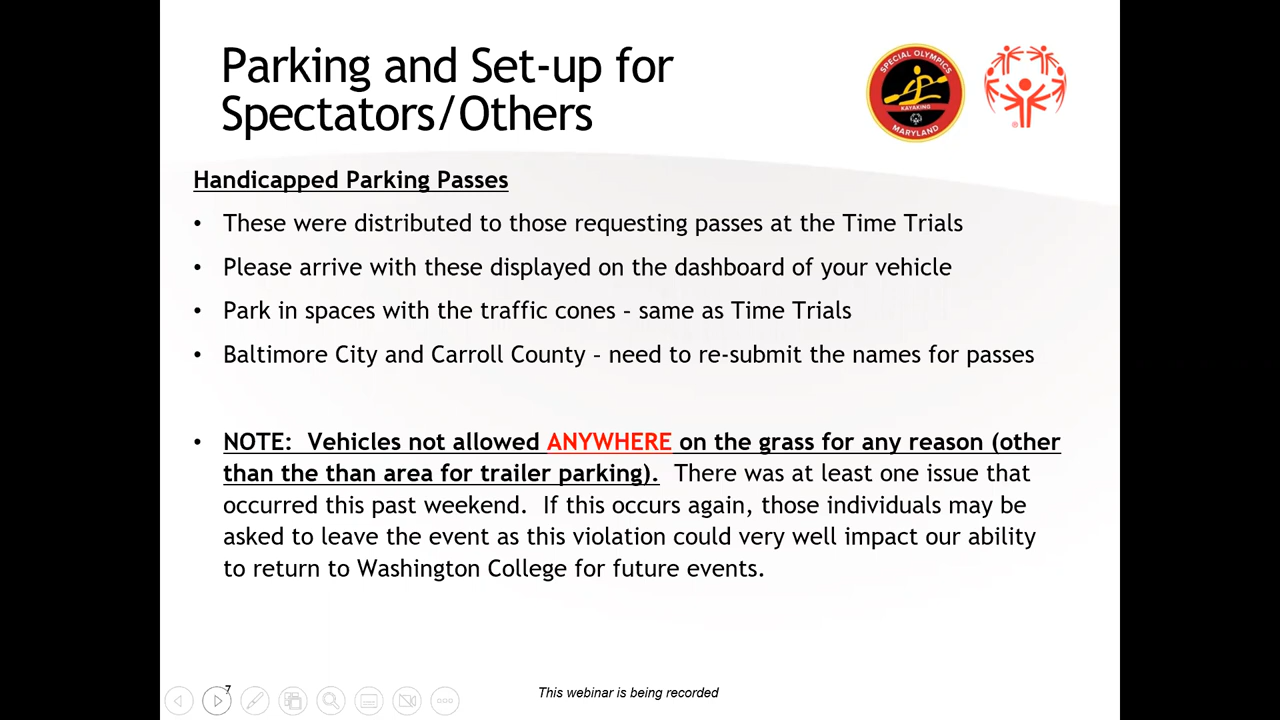 Parking and Set-up for
Spectators/Others
SPECIAL OLYMPICS
KAYAKING
MARYLAND
®
Handicapped Parking Passes
• These were distributed to those requesting passes at the Time Trials
• Please arrive with these displayed on the dashboard of your vehicle
• Park in spaces with the traffic cones – same as Time Trials
• Baltimore City and Carroll County – need to re-submit the names for passes
• NOTE:  Vehicles not allowed ANYWHERE on the grass for any reason (other
than the than area for trailer parking).  There was at least one issue that
occurred this past weekend.  If this occurs again, those individuals may be
asked to leave the event as this violation could very well impact our ability
to return to Washington College for future events.
7
This webinar is being recorded